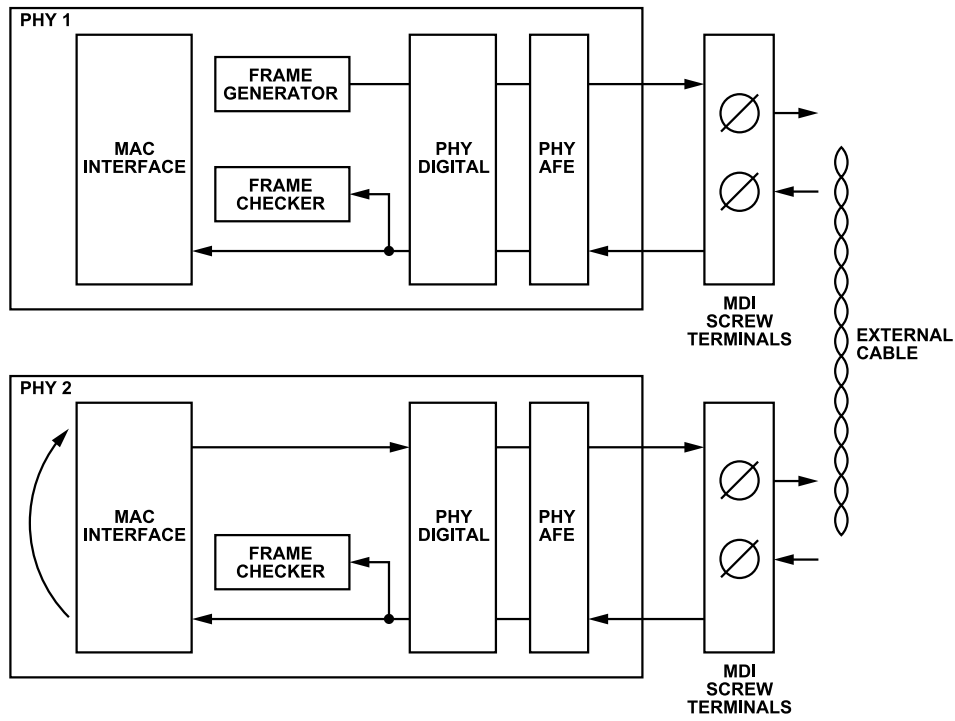 PHY 1
MAC
INTERFACE
FRAME
GENERATOR
FRAME
CHECKER
PHY
DIGITAL
PHY
AFE
MDI
SCREW
TERMINALS
EXTERNAL
CABLE
PHY 2
MAC
INTERFACE
FRAME
CHECKER
PHY
DIGITAL
PHY
AFE
MDI
SCREW
TERMINALS